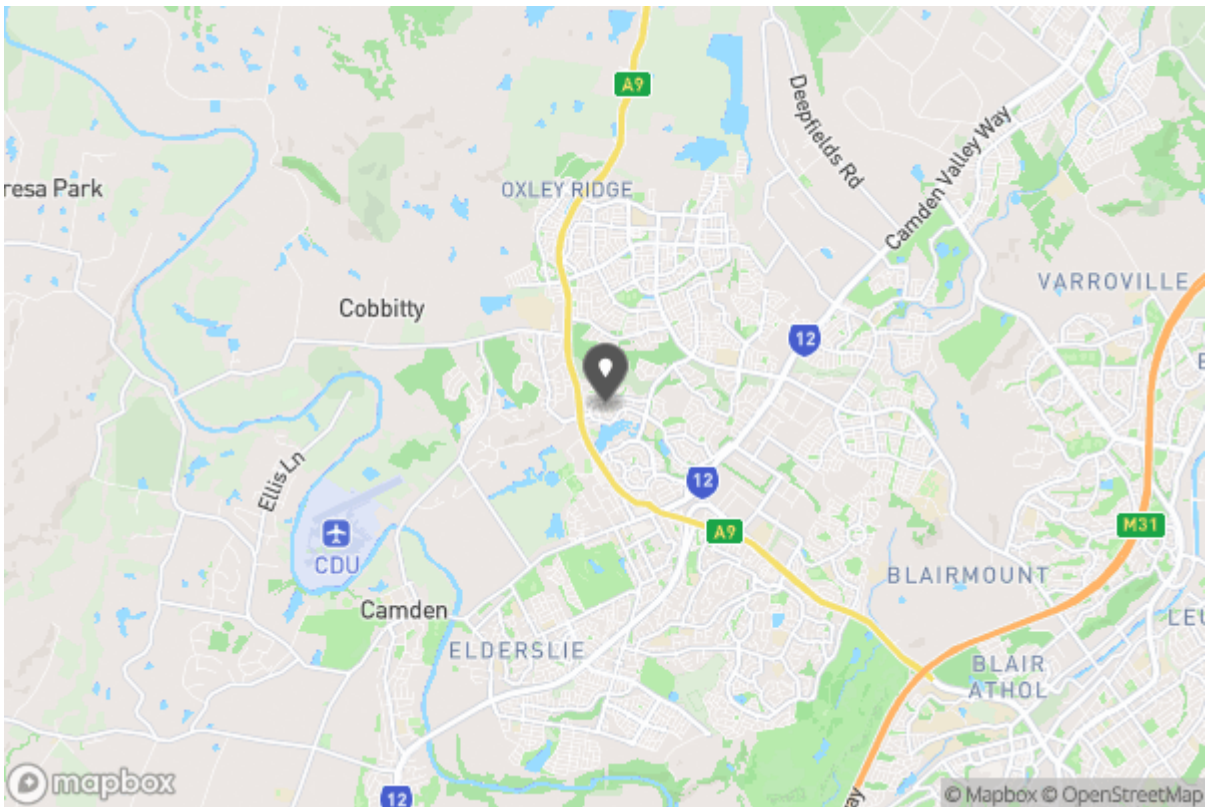 A9
Deepfields Rd
Camden Valley Way
resa Park
OXLEY RIDGE
VARROVILLE
Cobbitty
12
Ellis Ln
12
A9
M31
CDU
BLAIRMOUNT
Camden
ELDERSLIE
LEU
BLAIR
ATHOL
12
way
mapbox
© Mapbox © OpenStreetMap